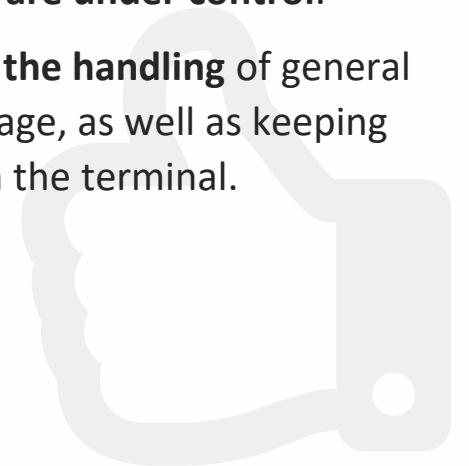 are under control.
the handling of general
age, as well as keeping
the terminal.